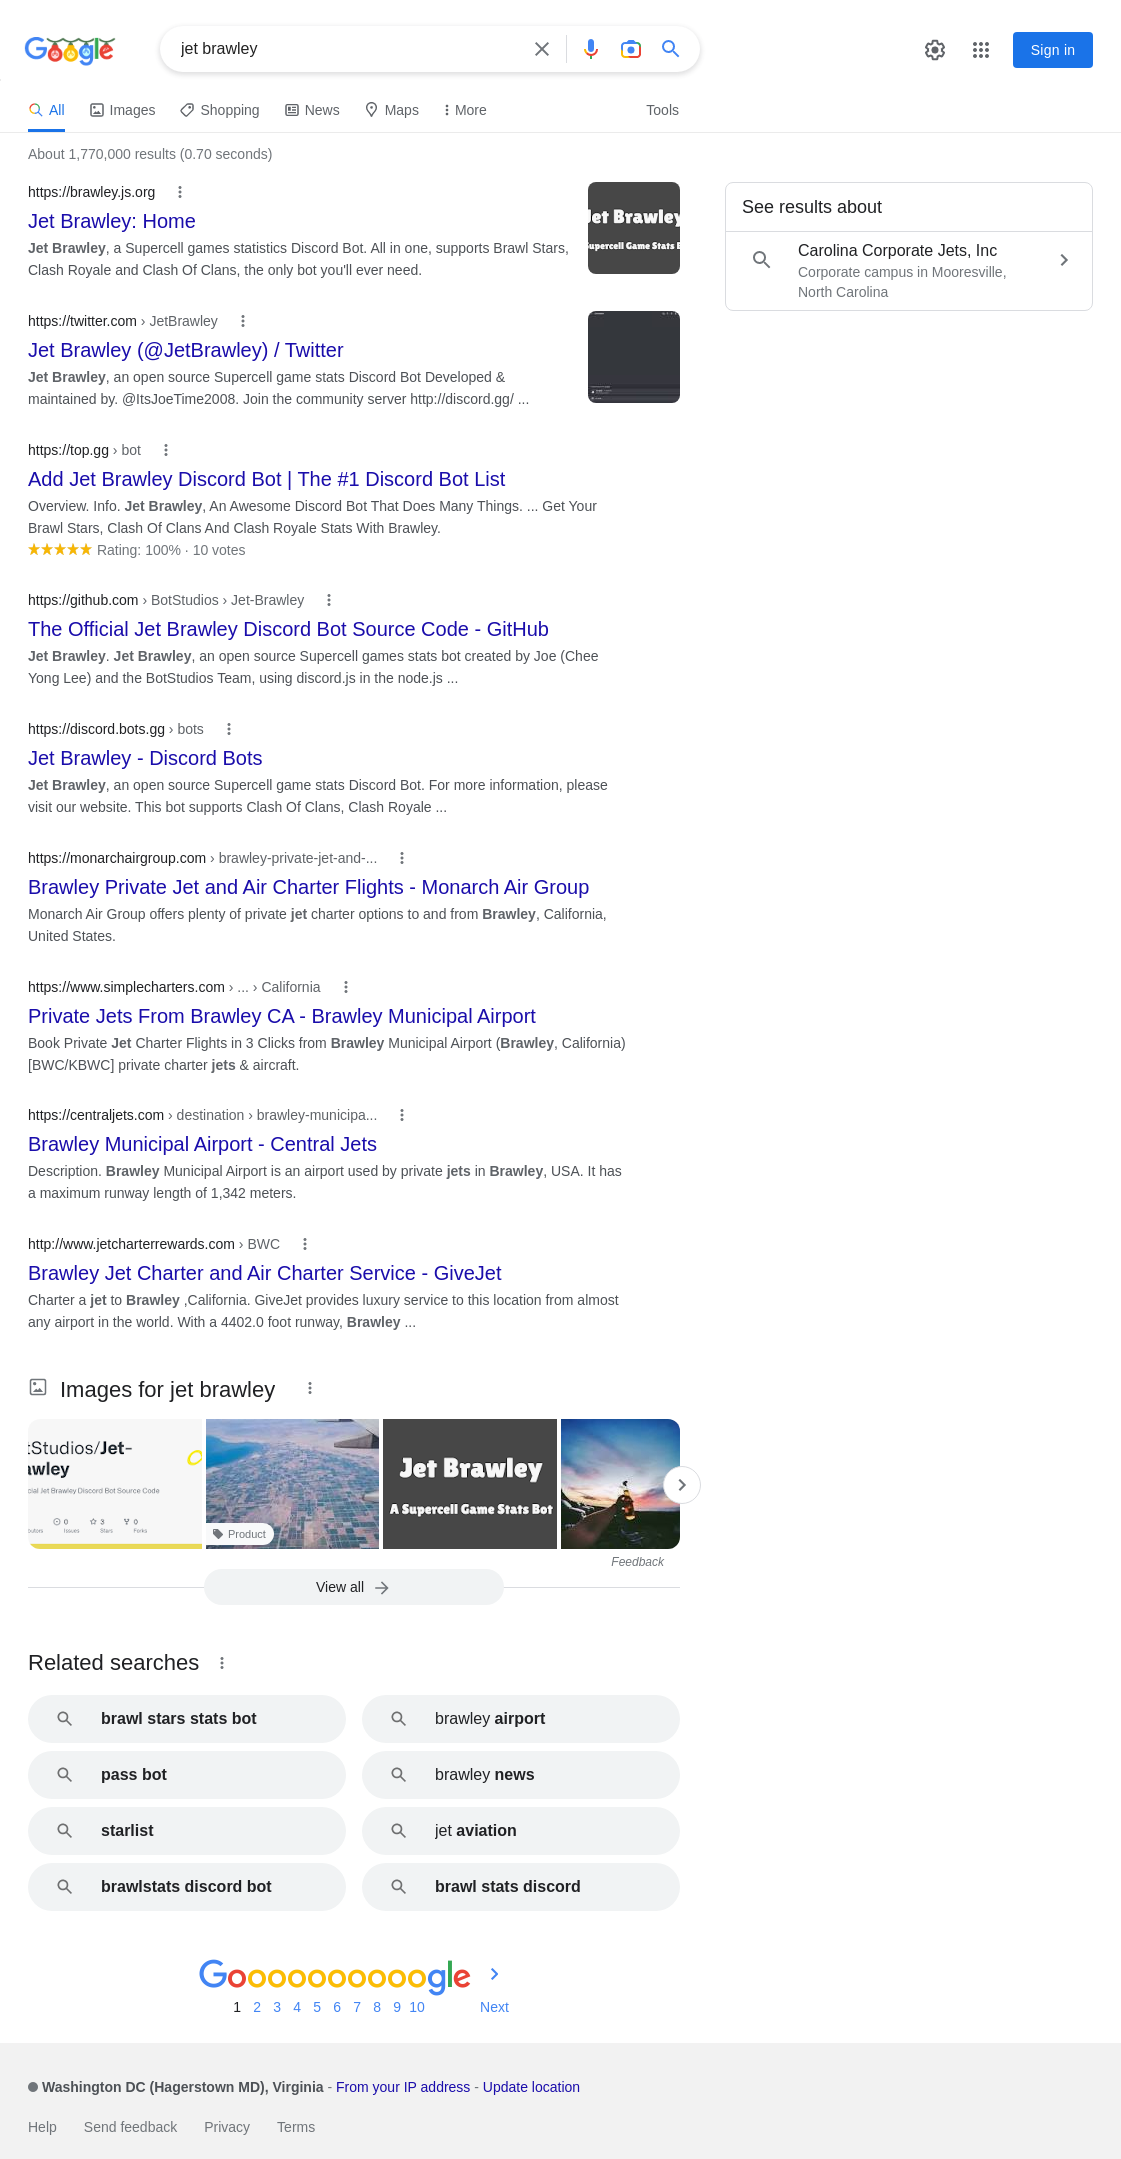 Google
jet brawley
Sign in
All
Images
Shopping
News
Maps
More
Tools
About 1,770,000 results (0.70 seconds)
https://brawley.js.org
Jet Brawley: Home
Jet Brawley, a Supercell games statistics Discord Bot. All in one, supports Brawl Stars,
Clash Royale and Clash Of Clans, the only bot you'll ever need.
Jet Brawley
Supercell Game Stats B
See results about
Carolina Corporate Jets, Inc
Corporate campus in Mooresville,
North Carolina
https://twitter.com › JetBrawley
Jet Brawley (@JetBrawley) / Twitter
Jet Brawley, an open source Supercell game stats Discord Bot Developed &
maintained by. @ItsJoeTime2008. Join the community server http://discord.gg/ ...
https://top.gg › bot
Add Jet Brawley Discord Bot | The #1 Discord Bot List
Overview. Info. Jet Brawley, An Awesome Discord Bot That Does Many Things. ... Get Your
Brawl Stars, Clash Of Clans And Clash Royale Stats With Brawley.
Rating: 100% · 10 votes
https://github.com › BotStudios › Jet-Brawley
The Official Jet Brawley Discord Bot Source Code - GitHub
Jet Brawley. Jet Brawley, an open source Supercell games stats bot created by Joe (Chee
Yong Lee) and the BotStudios Team, using discord.js in the node.js ...
https://discord.bots.gg › bots
Jet Brawley - Discord Bots
Jet Brawley, an open source Supercell game stats Discord Bot. For more information, please
visit our website. This bot supports Clash Of Clans, Clash Royale ...
https://monarchairgroup.com › brawley-private-jet-and-...
Brawley Private Jet and Air Charter Flights - Monarch Air Group
Monarch Air Group offers plenty of private jet charter options to and from Brawley, California,
United States.
https://www.simplecharters.com › ... › California
Private Jets From Brawley CA - Brawley Municipal Airport
Book Private Jet Charter Flights in 3 Clicks from Brawley Municipal Airport (Brawley, California)
[BWC/KBWC] private charter jets & aircraft.
https://centraljets.com › destination › brawley-municipa...
Brawley Municipal Airport - Central Jets
Description. Brawley Municipal Airport is an airport used by private jets in Brawley, USA. It has
a maximum runway length of 1,342 meters.
http://www.jetcharterrewards.com › BWC
Brawley Jet Charter and Air Charter Service - GiveJet
Charter a jet to Brawley ,California. GiveJet provides luxury service to this location from almost
any airport in the world. With a 4402.0 foot runway, Brawley ...
Images for jet brawley
tStudios/Jet-
awley
cial Jet Brawley Discord Bot Source Code
0 3 0
butors Issues Stars Forks
Product
Jet Brawley
A Supercell Game Stats Bot
Feedback
View all
Related searches
brawl stars stats bot
brawley airport
pass bot
brawley news
starlist
jet aviation
brawlstats discord bot
brawl stats discord
Goooooooooogle
1 2 3 4 5 6 7 8 9 10 Next
Washington DC (Hagerstown MD), Virginia - From your IP address - Update location
Help Send feedback Privacy Terms